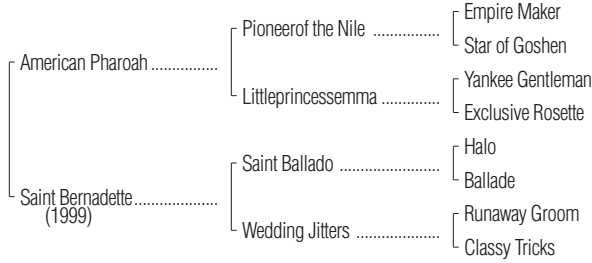 Empire Maker
Pioneerof the Nile ................
Star of Goshen
American Pharoah ................
Yankee Gentleman
Littleprincessemma ..............
Exclusive Rosette
Halo
Saint Ballado ........................
Ballade
Saint Bernadette....................
(1999)
Runaway Groom
Wedding Jitters ....................
Classy Tricks